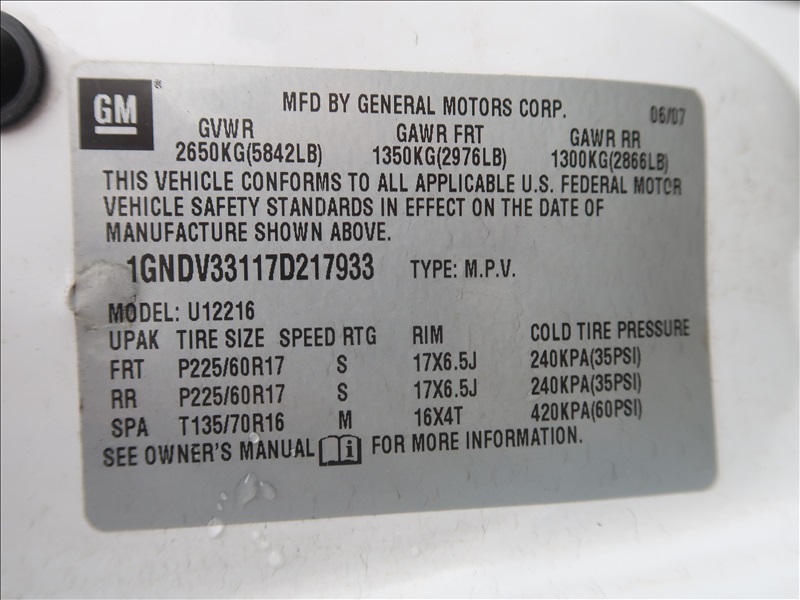 GM ®
MFD BY GENERAL MOTORS CORP. 06/07
GVWR GAWR FRT GAWR RR
2650KG(5842LB) 1350KG(2976LB) 1300KG(2866LB)
THIS VEHICLE CONFORMS TO ALL APPLICABLE U.S. FEDERAL MOTOR
VEHICLE SAFETY STANDARDS IN EFFECT ON THE DATE OF
MANUFACTURE SHOWN ABOVE.
1GNDV33117D217933 TYPE: M.P.V.
MODEL: U12216
UPAK TIRE SIZE SPEED RTG RIM COLD TIRE PRESSURE
FRT P225/60R17 S 17X6.5J 240KPA(35PSI)
RR P225/60R17 S 17X6.5J 240KPA(35PSI)
SPA T135/70R16 M 16X4T 420KPA(60PSI)
SEE OWNER'S MANUAL i FOR MORE INFORMATION.